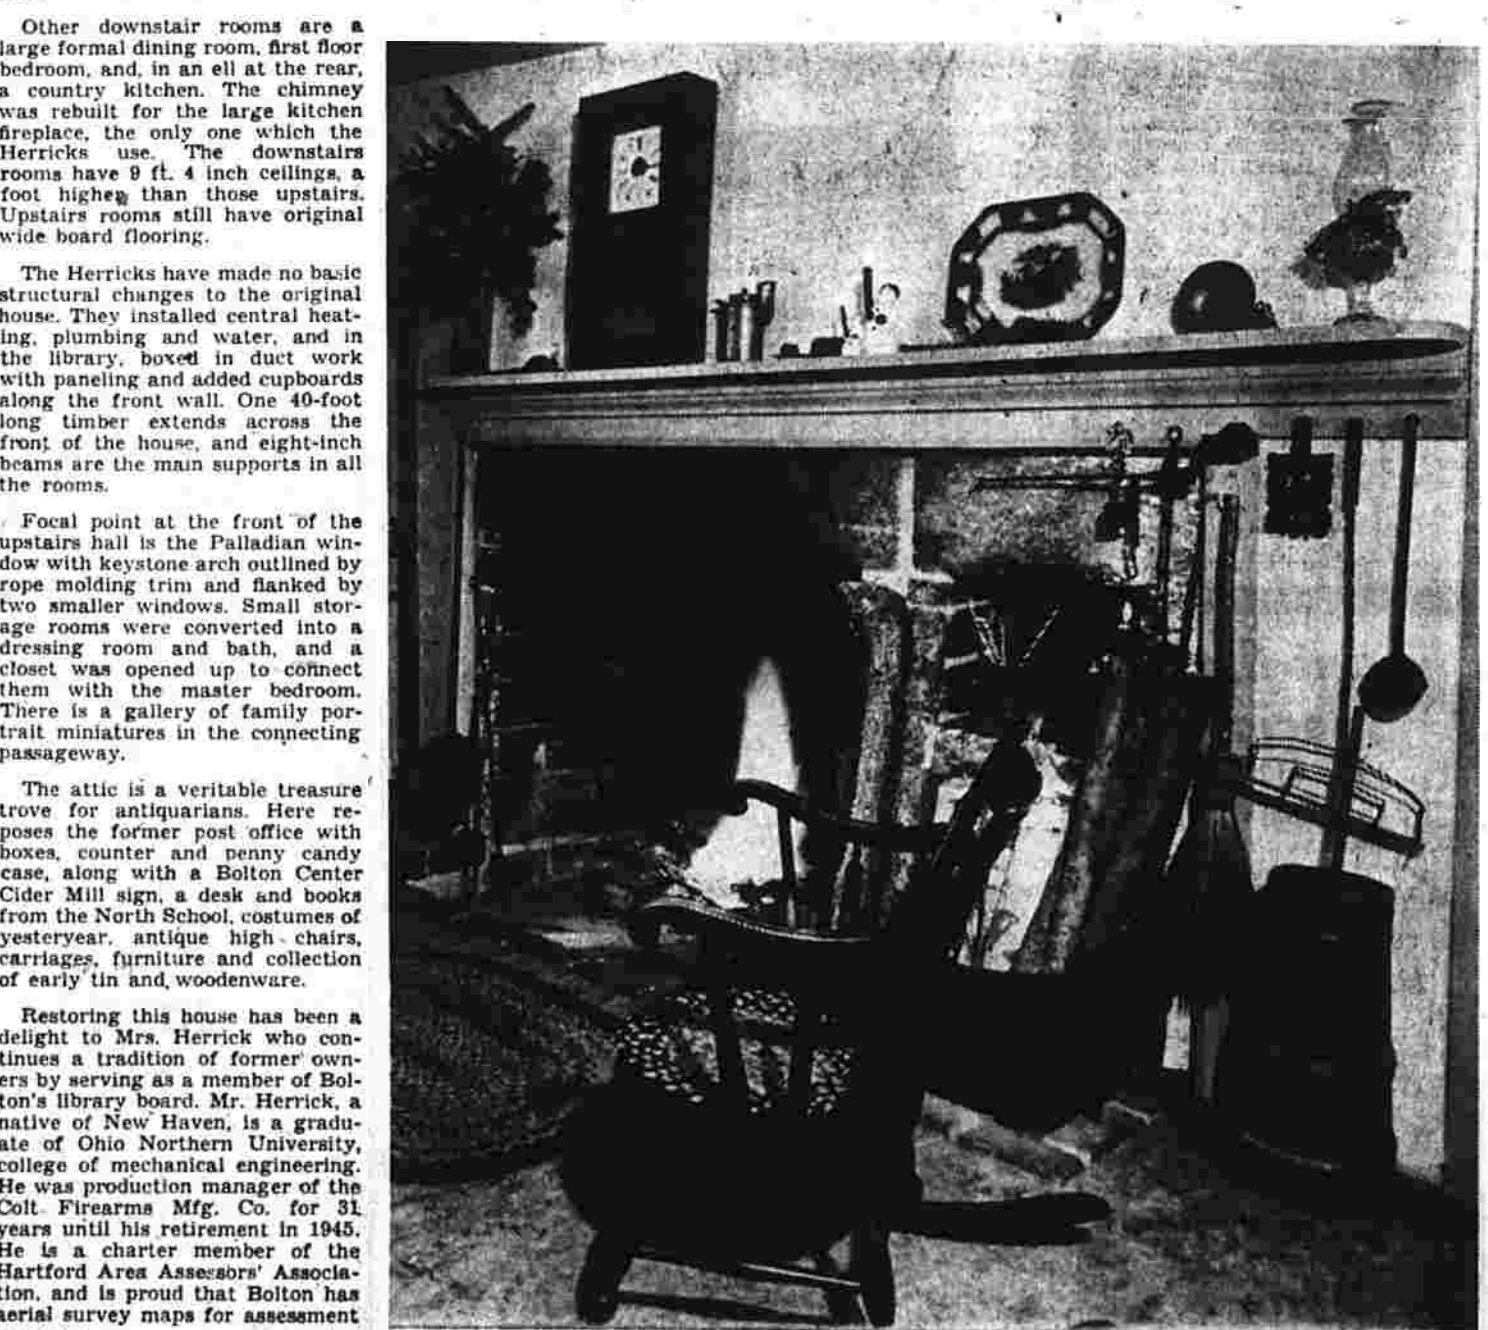 Other downstair rooms are a
large formal dining room, first floor
bedroom, and, in an ell at the rear,
a country kitchen. The chimney
was rebuilt for the large kitchen
fireplace, the only one which the
Herricks use. The downstairs
rooms have 9 ft. 4 inch ceilings, a
foot higher than those upstairs.
Upstairs rooms still have original
wide board flooring.
The Herricks have made no basic
structural changes to the original
house. They installed central heat-
ing, plumbing and water, and in
the library, boxed in duct work
with paneling and added cupboards
along the front wall. One 40-foot
long timber extends across the
front of the house, and eight-inch
beams are the main supports in all
the rooms.
Focal point at the front of the
upstairs hall is the Palladian win-
dow with keystone arch outlined by
rope molding trim and flanked by
two smaller windows. Small stor-
age rooms were converted into a
dressing room and bath, and a
closet was opened up to connect
them with the master bedroom.
There is a gallery of family por-
trait miniatures in the connecting
passageway.
The attic is a veritable treasure
trove for antiquarians. Here re-
poses the former post office with
boxes, counter and penny candy
case, along with a Bolton Center
Cider Mill sign, a desk and books
from the North School, costumes of
yesteryear, antique high chairs,
carriages, furniture and collection
of early tin and woodenware.
Restoring this house has been a
delight to Mrs. Herrick who con-
tinues a tradition of former own-
ers by serving as a member of Bol-
ton's library board. Mr. Herrick, a
native of New Haven, is a gradu-
ate of Ohio Northern University,
college of mechanical engineering.
He was production manager of the
Colt Firearms Mfg. Co. for 31
years until his retirement in 1945.
He is a charter member of the
Hartford Area Assessors' Associa-
tion, and is proud that Bolton has
aerial survey maps for assessment